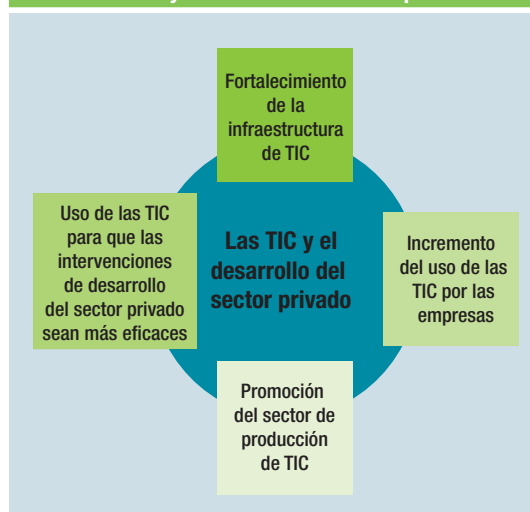 Fortalecimiento
de la
infraestructura
de TIC
Uso de las TIC
para que las
intervenciones
de desarrollo
del sector privado
sean más eficaces
Las TIC y el
desarrollo del
sector privado
Incremento
del uso de las
TIC por las
empresas
Promoción
del sector de
producción
de TIC